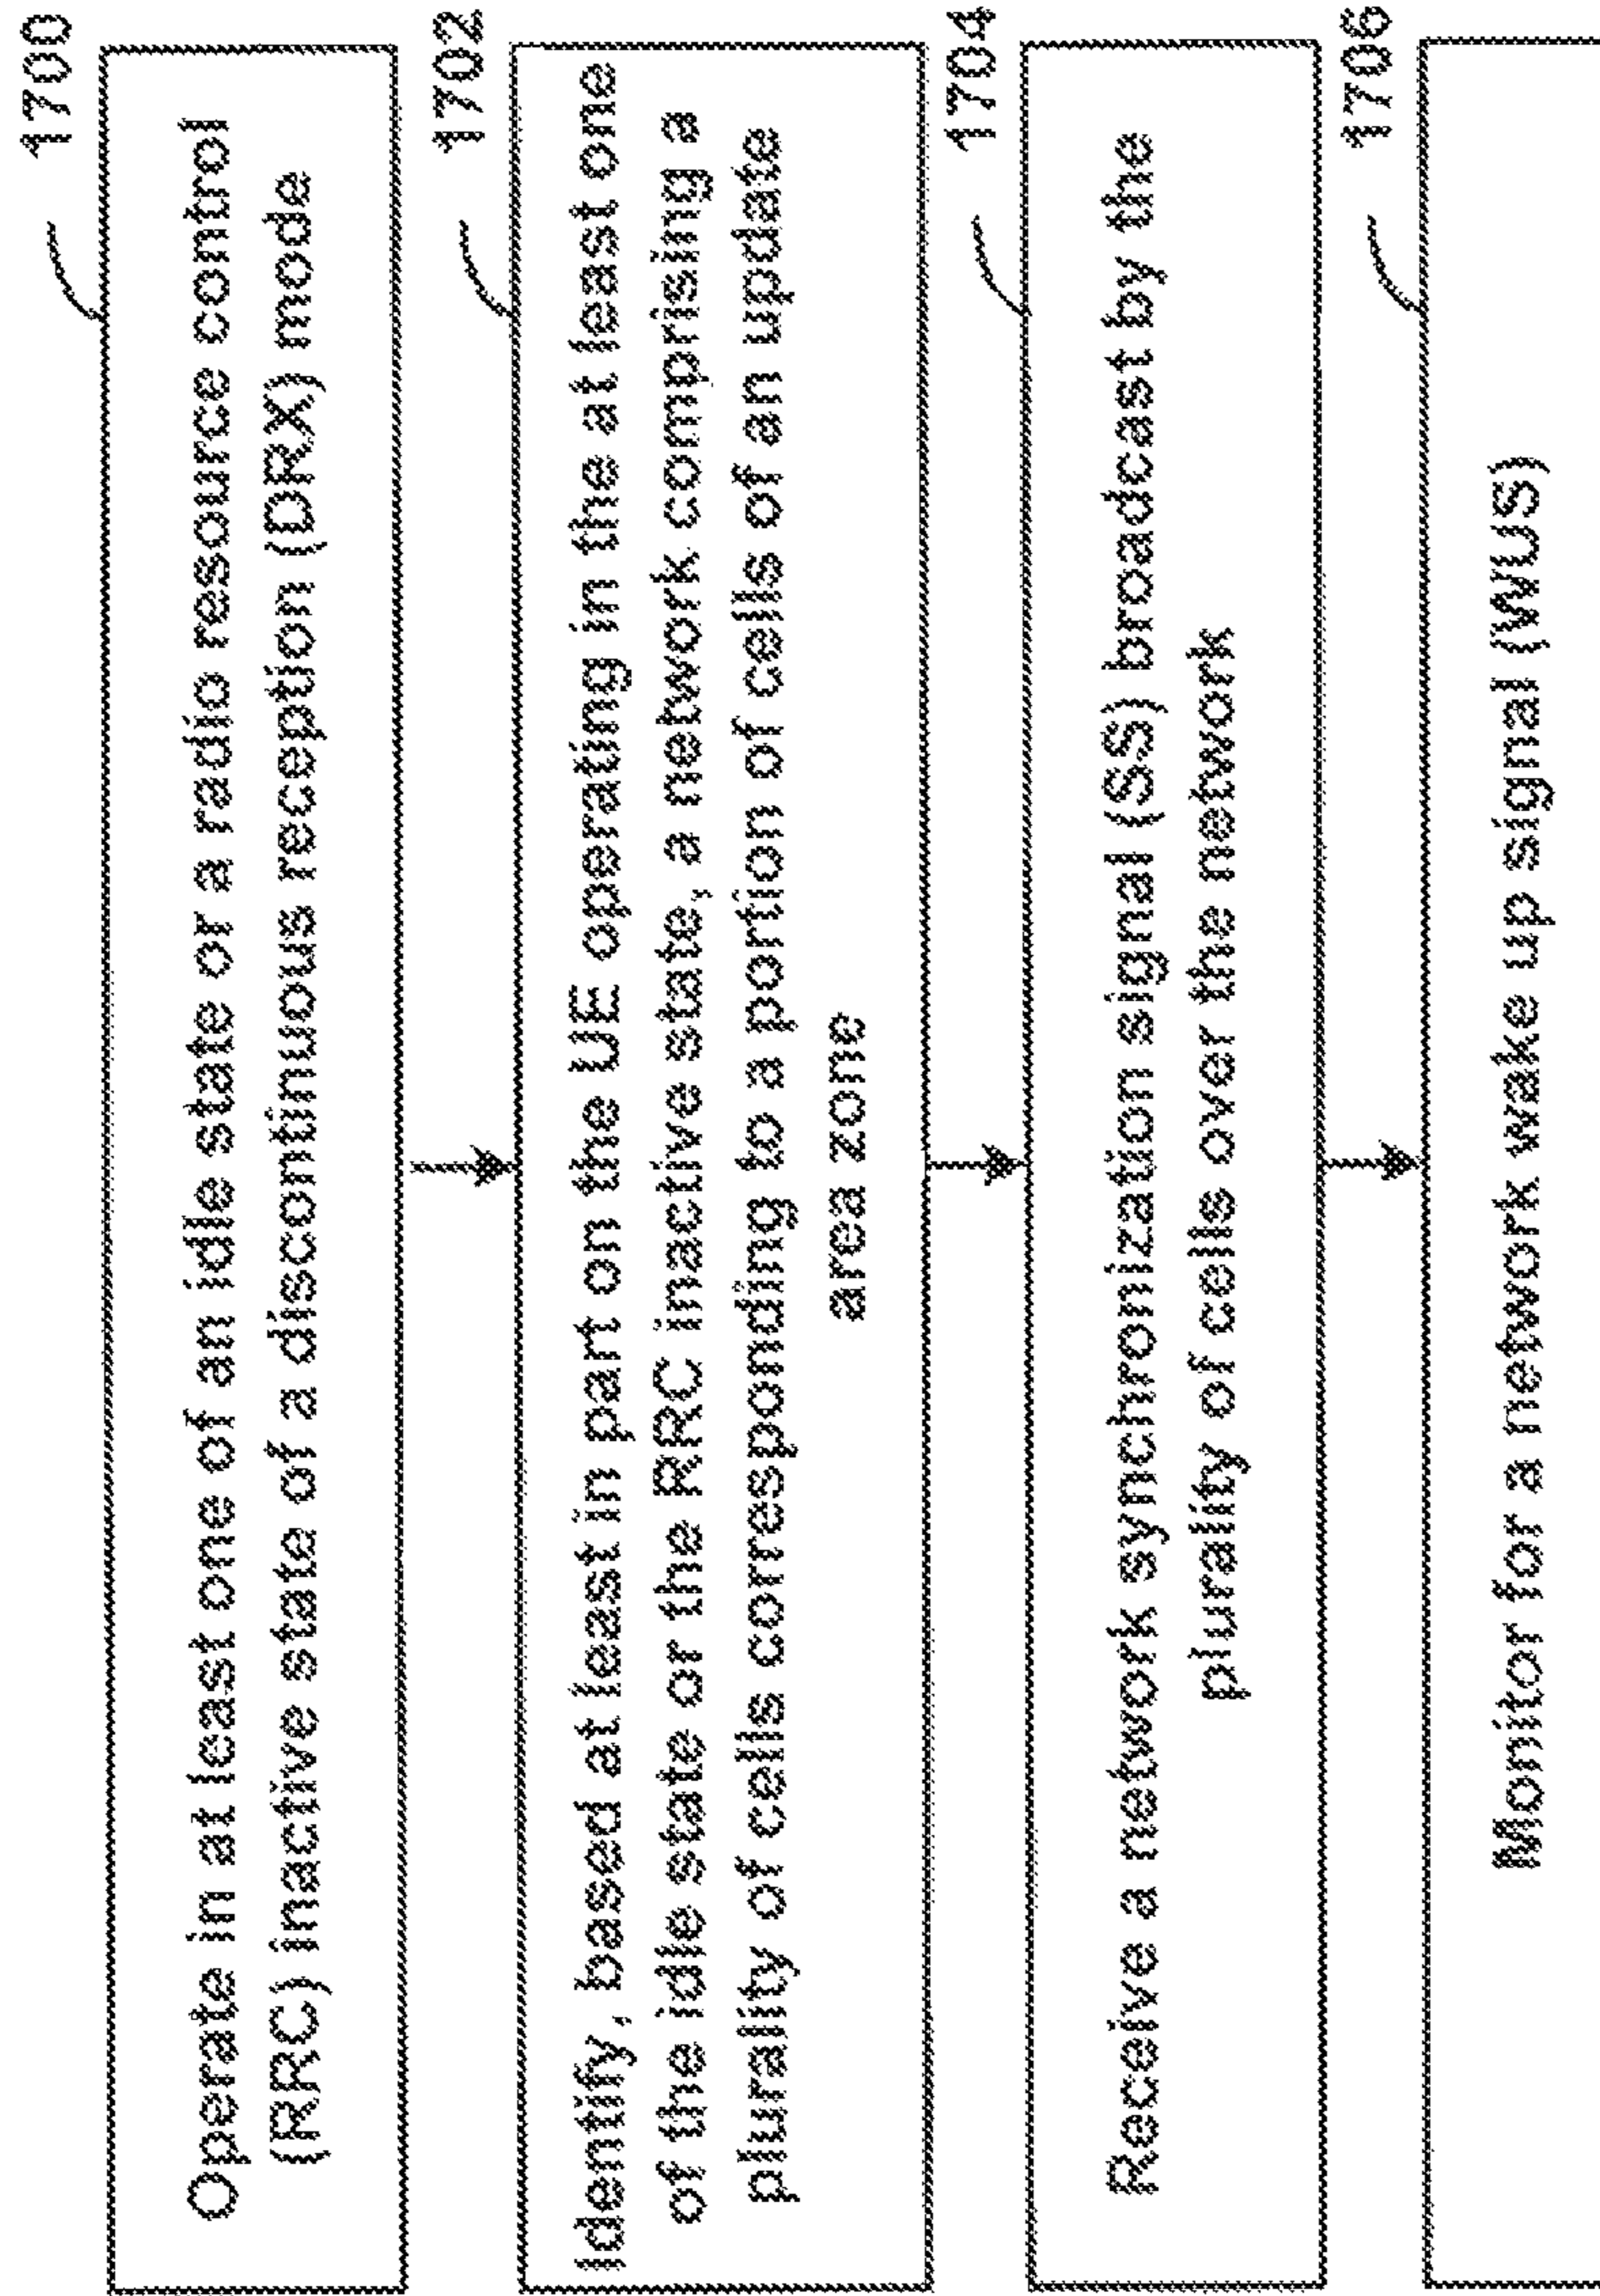 1700
Operate in at least one of an idle state or a radio resource control
(RRC) inactive state of a discontinuous reception (DRX) mode
1702
Identify, based at least in part on the UE operating in the at least one
of the idle state or the RRC inactive state, a network comprising a
plurality of cells corresponding to a portion of cells of an update
area zone
1704
Receive a network synchronization signal (SS) broadcast by the
plurality of cells over the network
1706
Monitor for a network wake up signal (WUS)